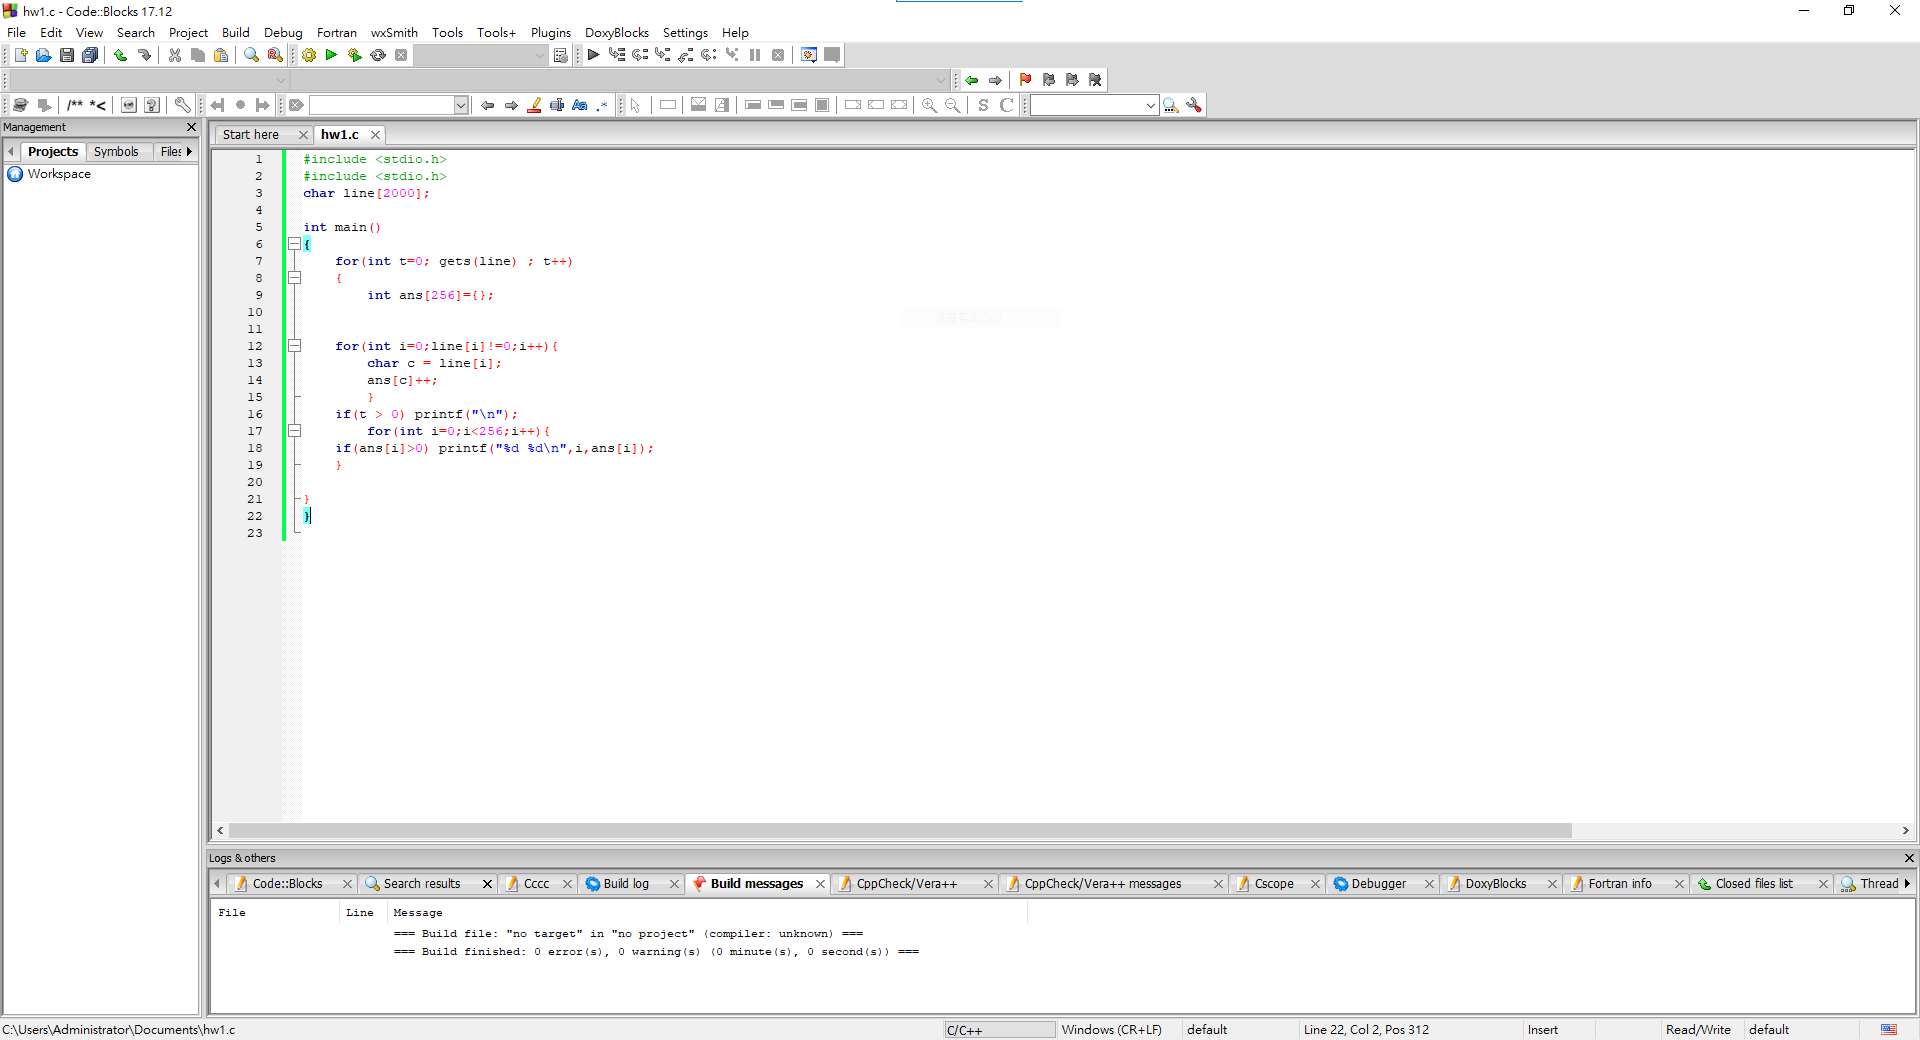 hw1.c - Code::Blocks 17.12
File Edit View Search Project Build Debug Fortran wxSmith Tools Tools+ Plugins DoxyBlocks Settings Help
/** *<
Aa .*
S C
Management
Projects Symbols Files
Workspace
Start here hw1.c
1 #include <stdio.h>
2 #include <stdio.h>
3 char line[2000];
4
5 int main()
6 {
7 for(int t=0; gets(line) ; t++)
8 {
9 int ans[256]={};
10
11
12 for(int i=0;line[i]!=0;i++){
13 char c = line[i];
14 ans[c]++;
15 }
16 if(t > 0) printf("\n");
17 for(int i=0;i<256;i++){
18 if(ans[i]>0) printf("%d %d\n",i,ans[i]);
19 }
20
21 }
22 }
23
Logs & others
Code::Blocks Search results Cccc Build log Build messages CppCheck/Vera++ CppCheck/Vera++ messages Cscope Debugger DoxyBlocks Fortran info Closed files list Thread
File Line Message
=== Build file: "no target" in "no project" (compiler: unknown) ===
=== Build finished: 0 error(s), 0 warning(s) (0 minute(s), 0 second(s)) ===
C:\Users\Administrator\Documents\hw1.c C/C++ Windows (CR+LF) default Line 22, Col 2, Pos 312 Insert Read/Write default